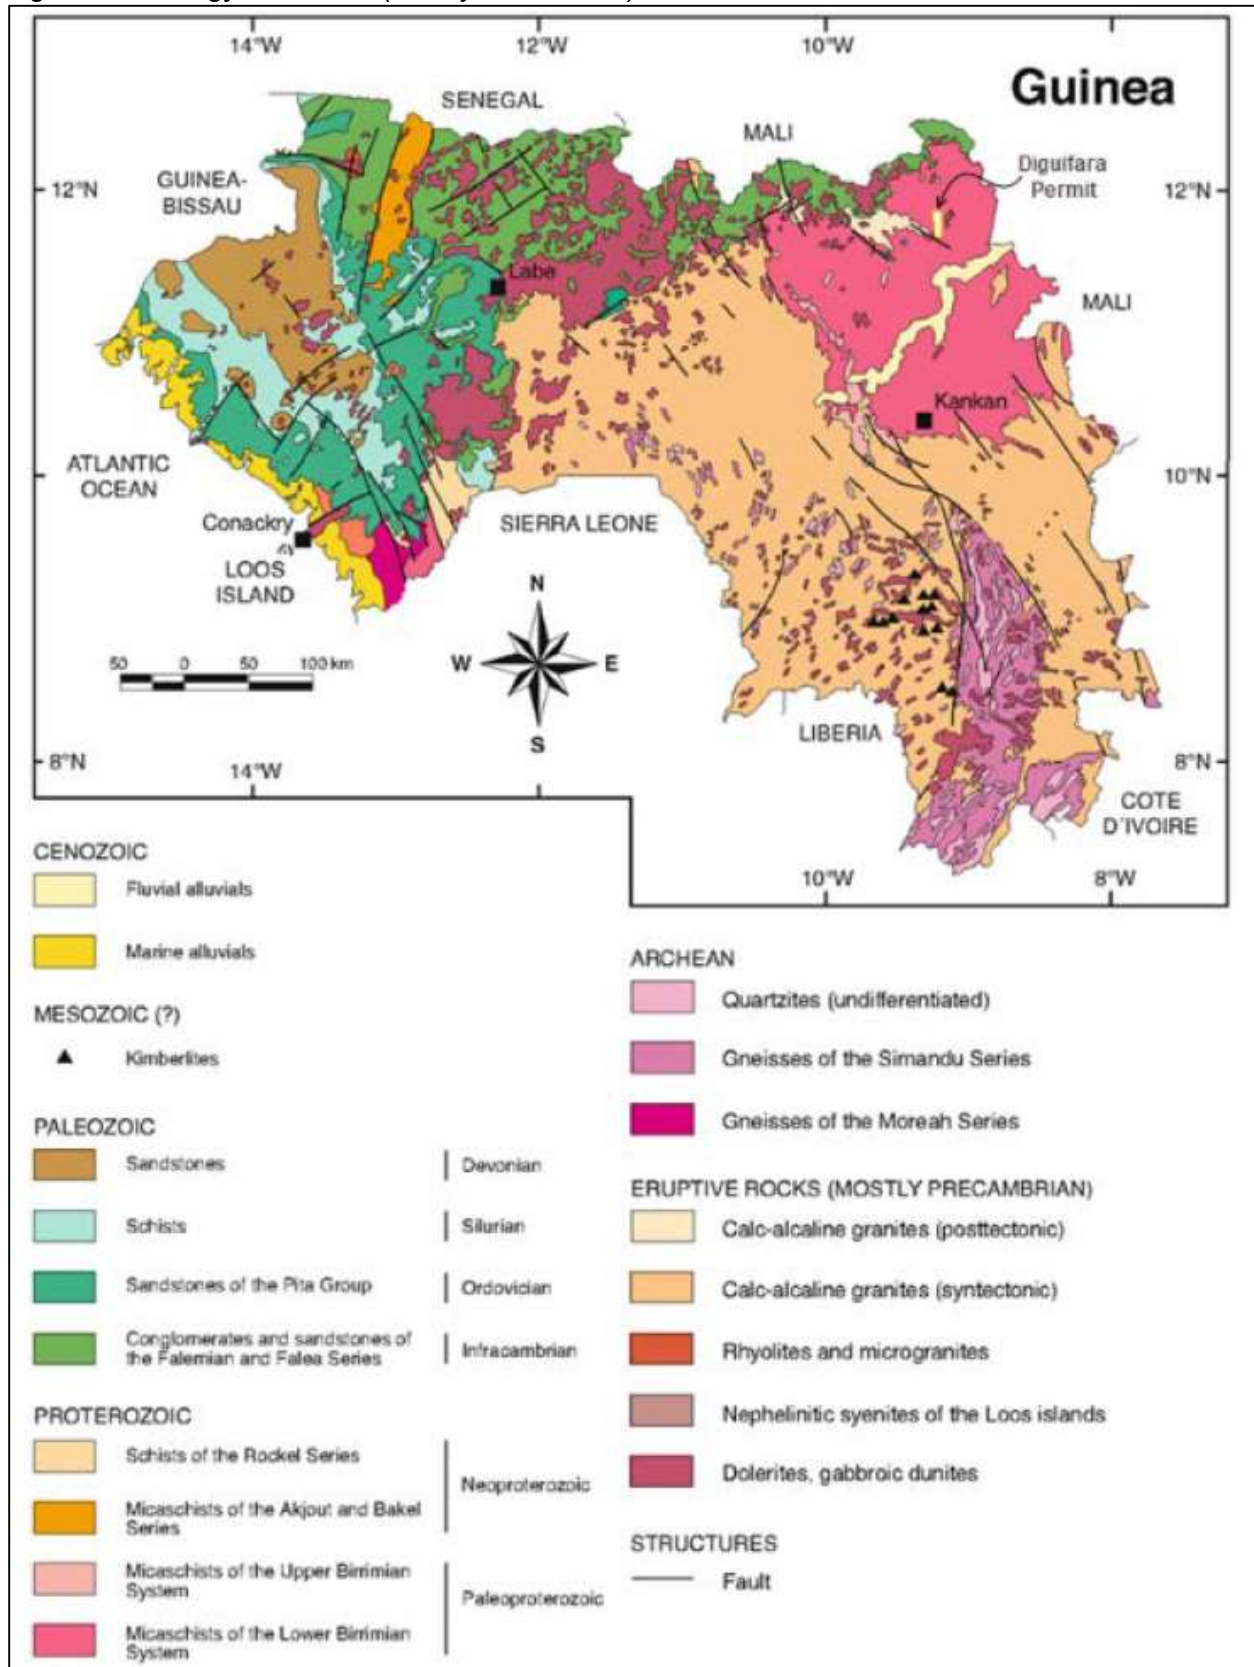 14°W
12°W
10°W
Guinea
SENEGAL
MALI
Diguifara
Permit
12°N
GUINEA-
BISSAU
12°N
Labe
MALI
Kankan
ATLANTIC
OCEAN
10°N
Conackry
SIERRA LEONE
LOOS
ISLAND
N
W
E
S
50
0
50
100 km
LIBERIA
8°N
14°W
8°N
COTE
D'IVOIRE
10°W
8°W
CENOZOIC
Fluvial alluvials
Marine alluvials
MESOZOIC (?)
Kimberlites
PALEOZOIC
Sandstones
Devonian
Schists
Silurian
Sandstones of the Pita Group
Ordovician
Conglomerates and sandstones of
the Falemian and Falea Series
Infracambrian
PROTEROZOIC
Schists of the Rockel Series
Micaschists of the Akjout and Bakel
Series
Neoproterozoic
Micaschists of the Upper Birrimian
System
Micaschists of the Lower Birrimian
System
Paleoproterozoic
ARCHEAN
Quartzites (undifferentiated)
Gneisses of the Simandu Series
Gneisses of the Moreah Series
ERUPTIVE ROCKS (MOSTLY PRECAMBRIAN)
Calc-alcaline granites (posttectonic)
Calc-alcaline granites (syntectonic)
Rhyolites and microgranites
Nephelinitic syenites of the Loos islands
Dolerites, gabbroic dunites
STRUCTURES
Fault